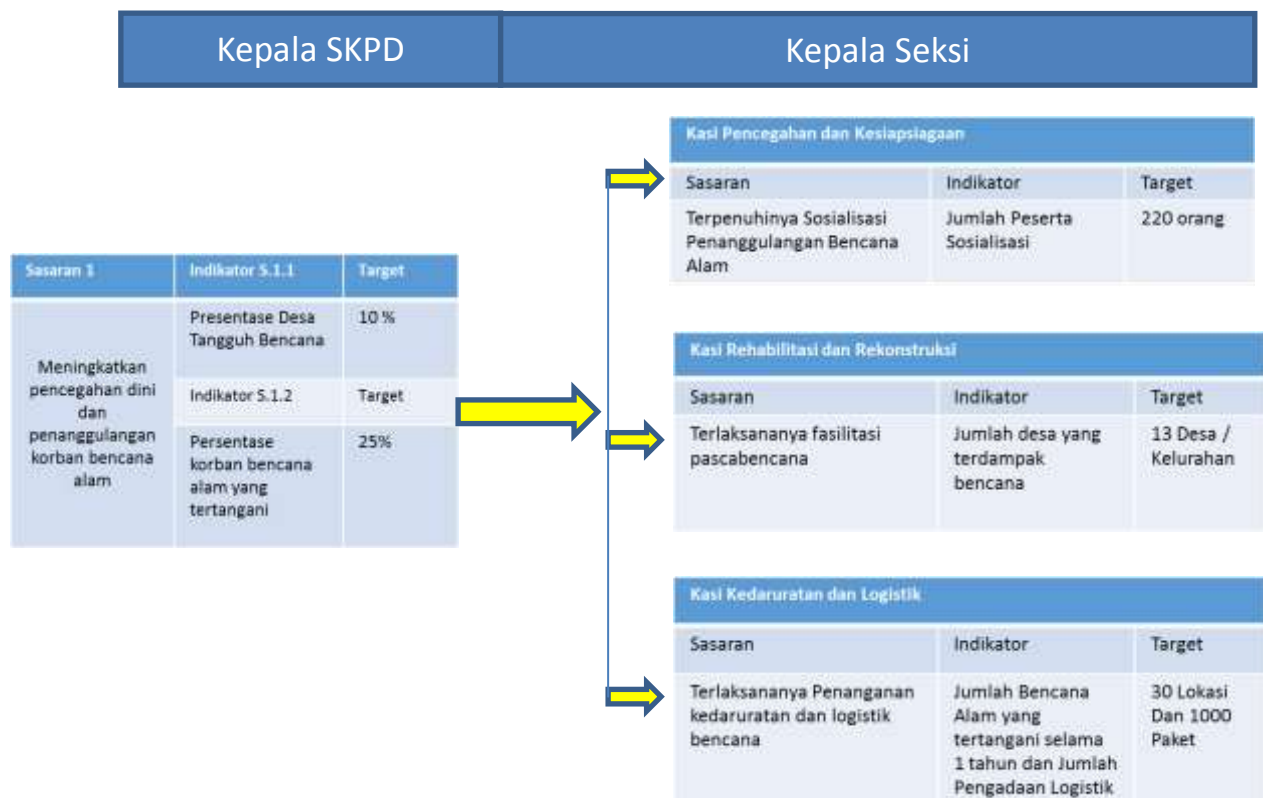 Kepala SKPD
Kepala Seksi
Sasaran 1
Indikator S.1.1
Target
Meningkatkan
pencegahan dini
dan
penanggulangan
korban bencana
alam
Presentase Desa
Tangguh Bencana
10 %
Indikator S.1.2
Target
Persentase
korban bencana
alam yang
tertangani
25%
Kasi Pencegahan dan Kesiapsiagaan
Sasaran
Indikator
Target
Terpenuhinya Sosialisasi
Penanggulangan Bencana
Alam
Jumlah Peserta
Sosialisasi
220 orang
Kasi Rehabilitasi dan Rekonstruksi
Sasaran
Indikator
Target
Terlaksananya fasilitasi
pascabencana
Jumlah desa yang
terdampak
bencana
13 Desa /
Kelurahan
Kasi Kedaruratan dan Logistik
Sasaran
Indikator
Target
Terlaksananya Penanganan
kedaruratan dan logistik
bencana
Jumlah Bencana
Alam yang
tertangani selama
1 tahun dan Jumlah
Pengadaan Logistik
30 Lokasi
Dan 1000
Paket